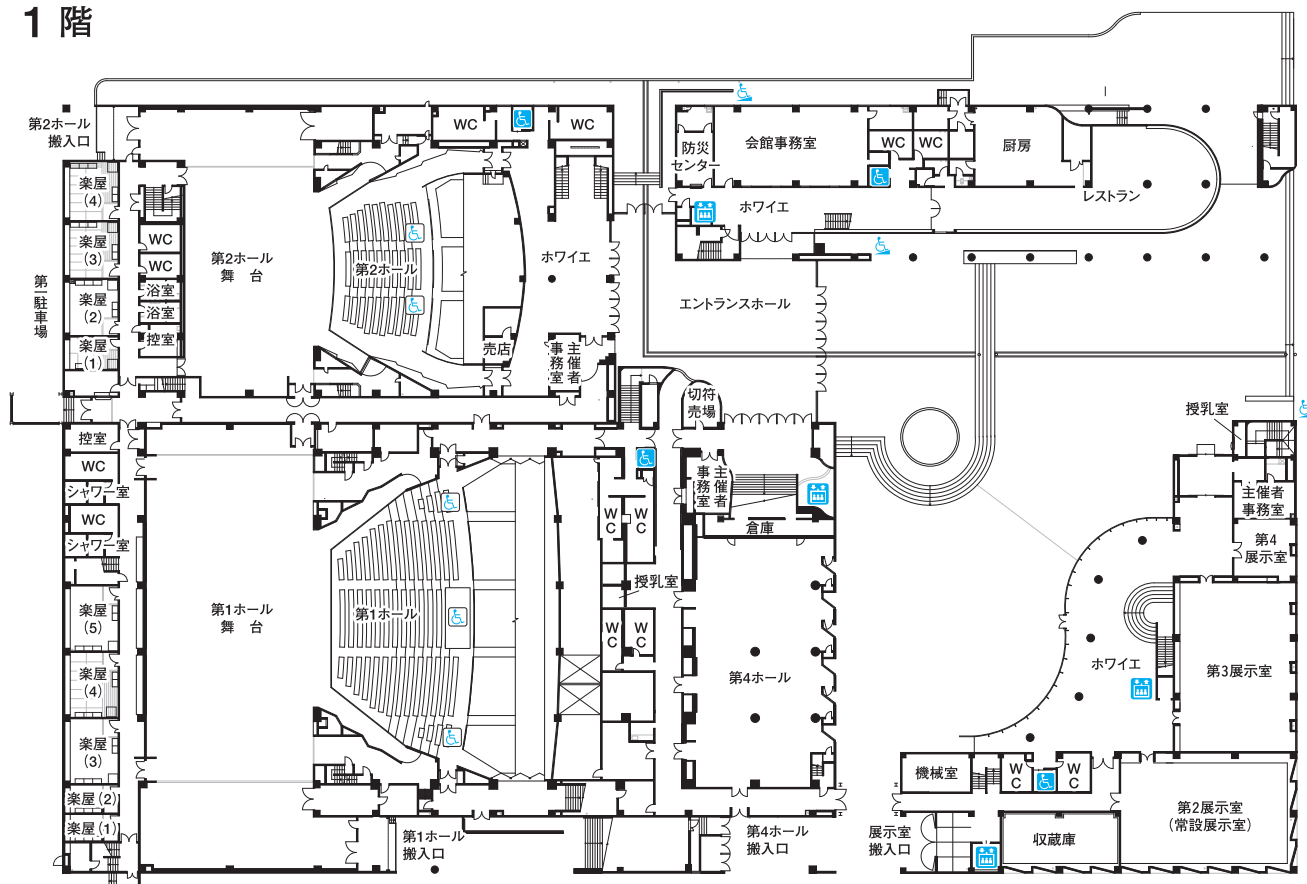 1 階
第2ホール
搬入口
WC
WC
防災
センター
会館事務室
WC
WC
厨房
レストラン
楽屋
(4)
楽屋
(3)
楽屋
(2)
楽屋
(1)
WC
WC
浴室
浴室
控室
第一駐車場
第2ホール
舞 台
第2ホール
ホワイエ
売店
主催者
事務室
ホワイエ
エントランスホール
切符
売場
授乳室
控室
WC
シャワー室
WC
シャワー室
楽屋
(5)
楽屋
(4)
楽屋
(3)
楽屋(2)
楽屋(1)
第1ホール
舞 台
第1ホール
WC
WC
授乳室
WC
WC
主催者
事務室
倉庫
第4ホール
主催者
事務室
第4
展示室
ホワイエ
第3展示室
機械室
WC
WC
第2展示室
(常設展示室)
収蔵庫
第1ホール
搬入口
第4ホール
搬入口
展示室
搬入口